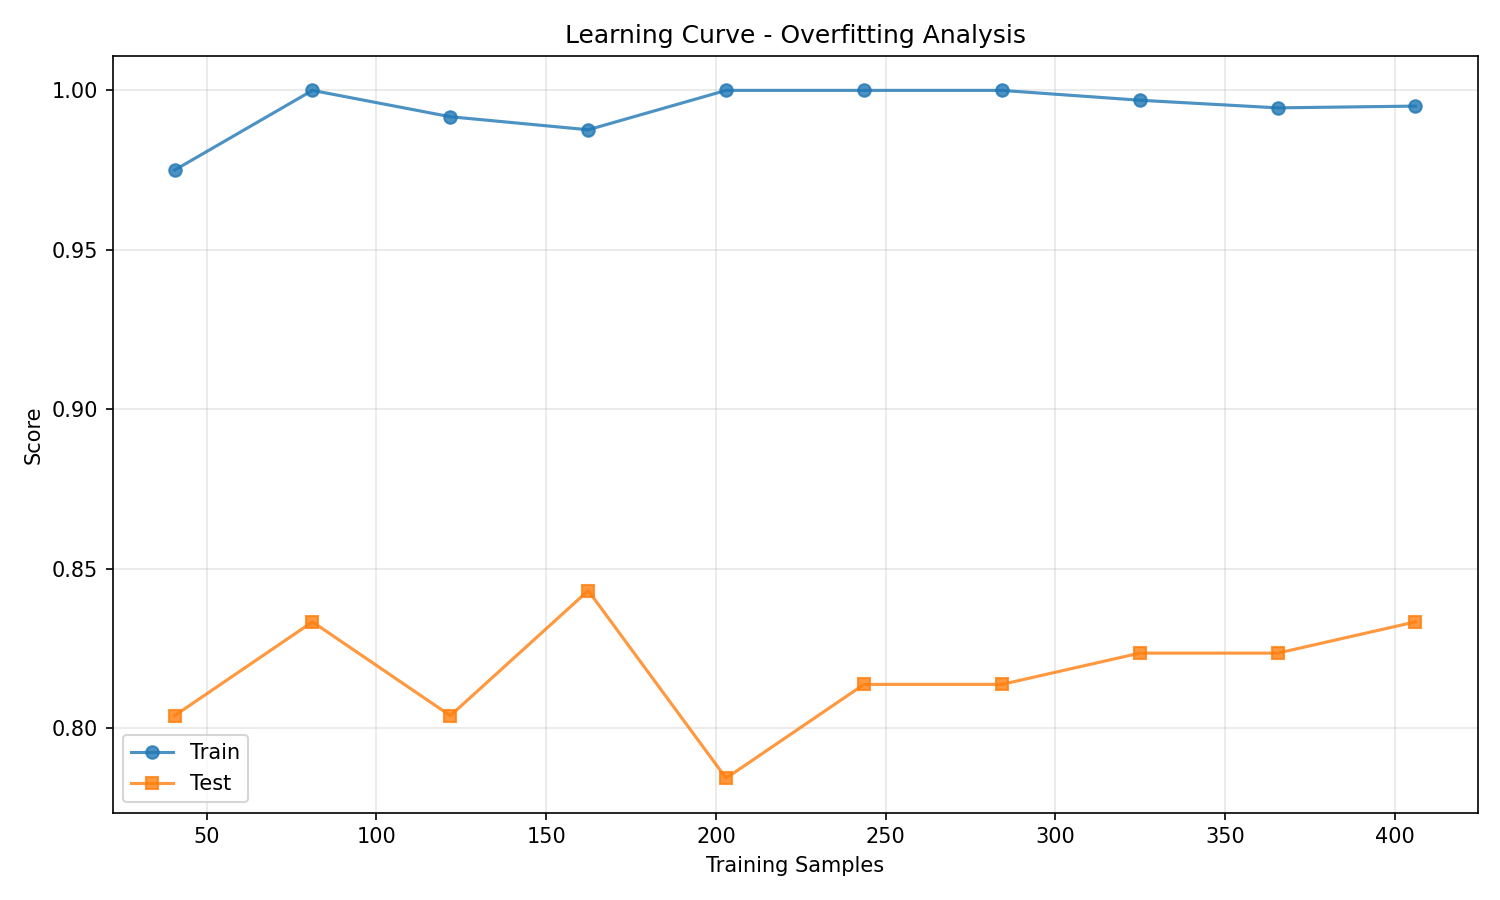 Learning Curve - Overfitting Analysis
1.00
0.95
0.90
0.85
0.80
Score
Train
Test
50 100 150 200 250 300 350 400
Training Samples